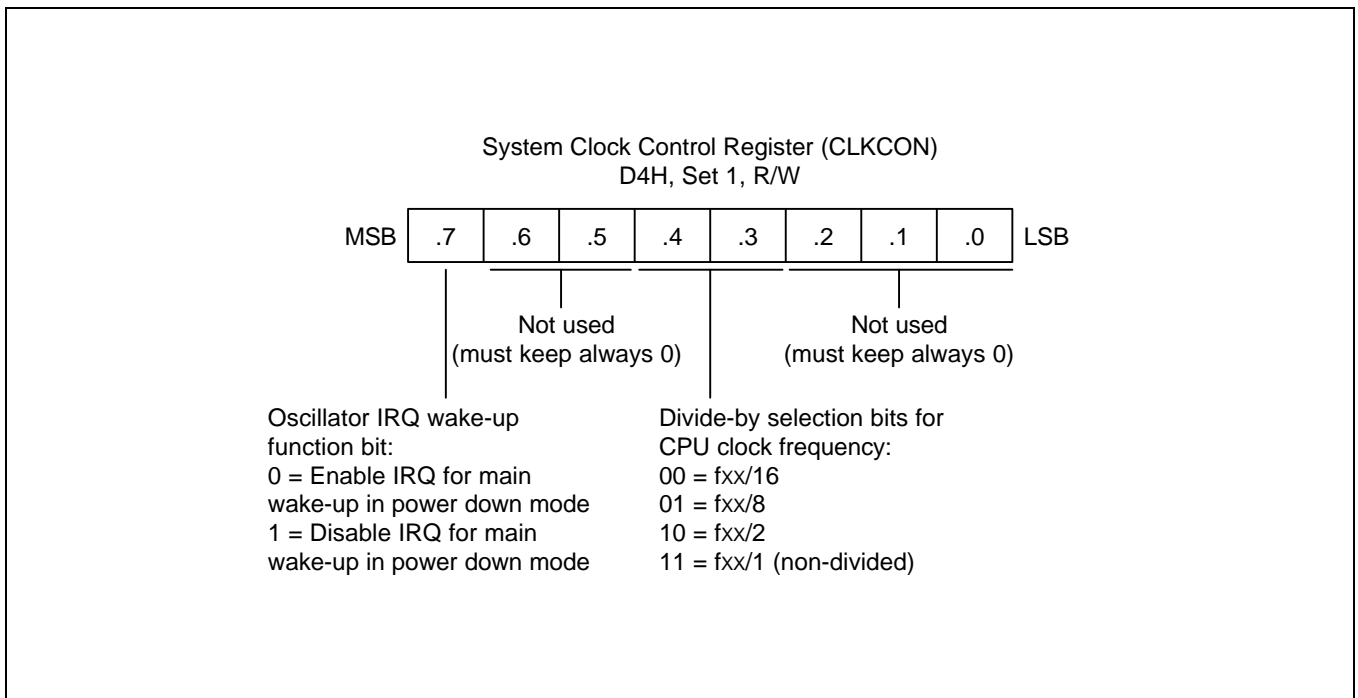 System Clock Control Register (CLKCON)
D4H, Set 1, R/W
MSB .7 .6 .5 .4 .3 .2 .1 .0 LSB
Not used
(must keep always 0)
Not used
(must keep always 0)
Oscillator IRQ wake-up
function bit:
0 = Enable IRQ for main
wake-up in power down mode
1 = Disable IRQ for main
wake-up in power down mode
Divide-by selection bits for
CPU clock frequency:
00 = fxx/16
01 = fxx/8
10 = fxx/2
11 = fxx/1 (non-divided)